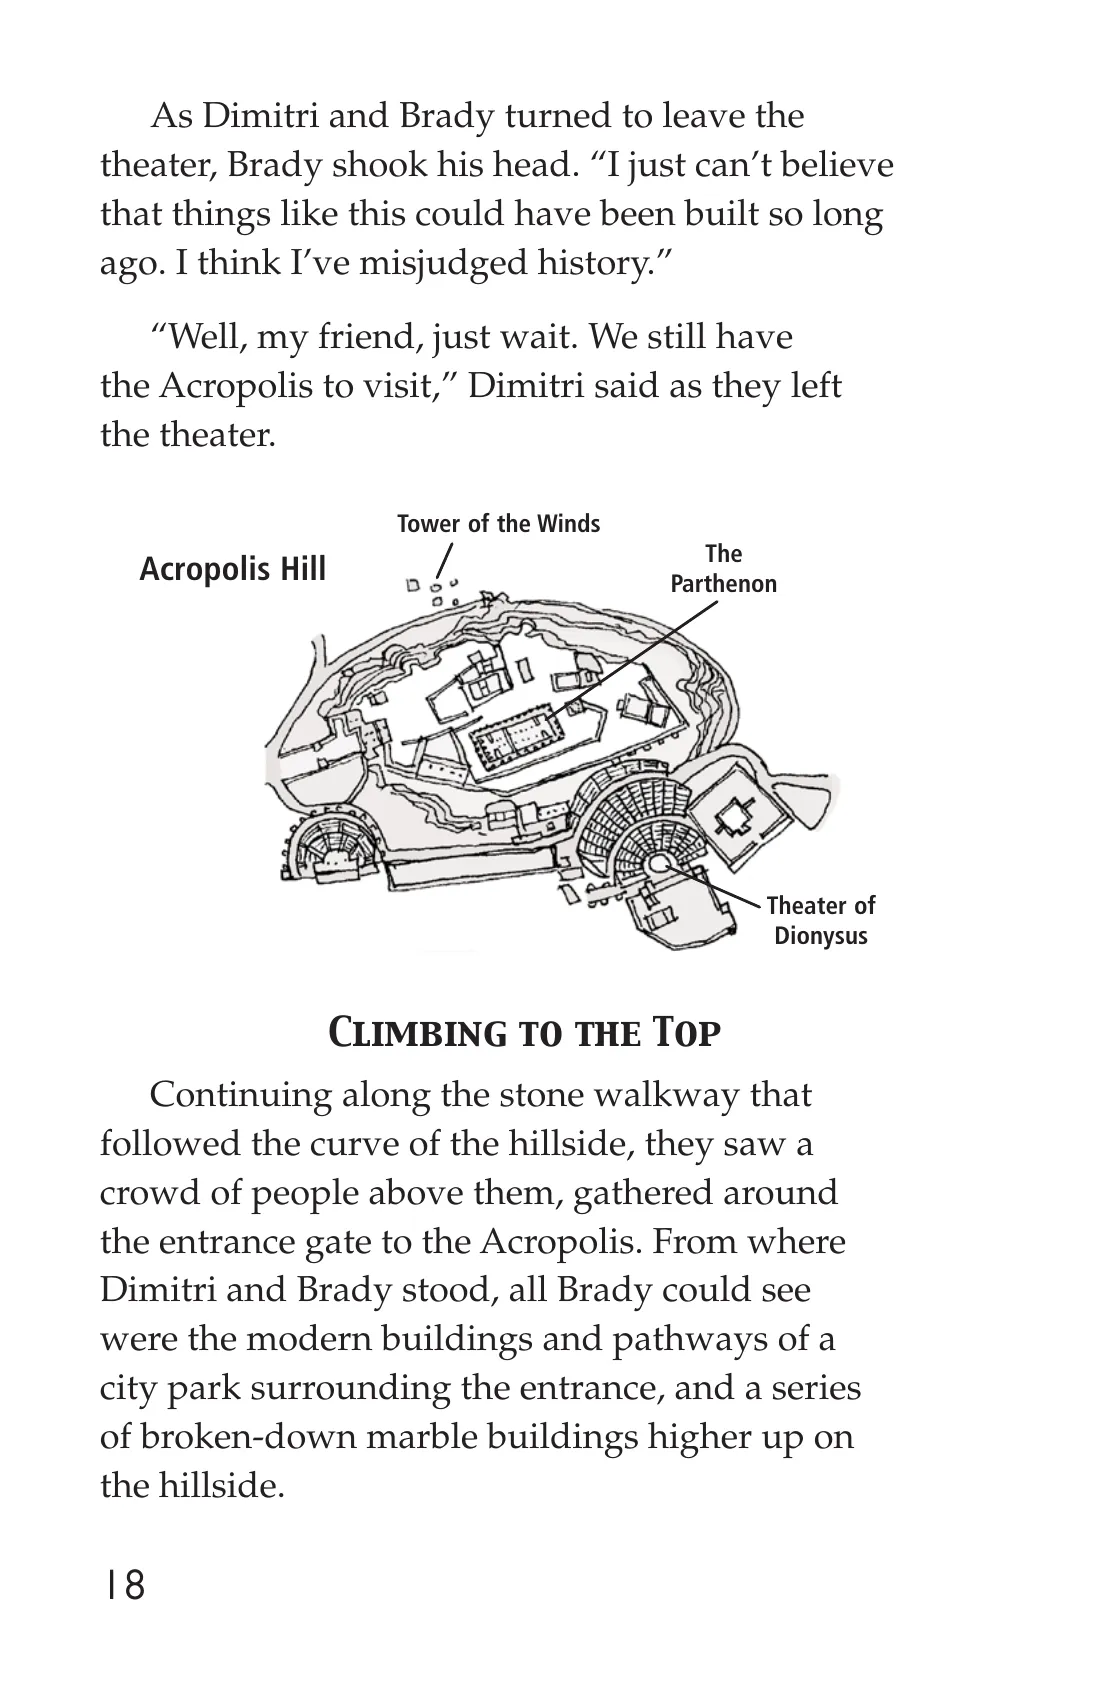 As Dimitri and Brady turned to leave the
theater, Brady shook his head. “I just can’t believe
that things like this could have been built so long
ago. I think I’ve misjudged history.”
“Well, my friend, just wait. We still have
the Acropolis to visit,” Dimitri said as they left
the theater.
Tower of the Winds
Acropolis Hill
The
Parthenon
Theater of
Dionysus
Climbing to the Top
Continuing along the stone walkway that
followed the curve of the hillside, they saw a
crowd of people above them, gathered around
the entrance gate to the Acropolis. From where
Dimitri and Brady stood, all Brady could see
were the modern buildings and pathways of a
city park surrounding the entrance, and a series
of broken-down marble buildings higher up on
the hillside.
18